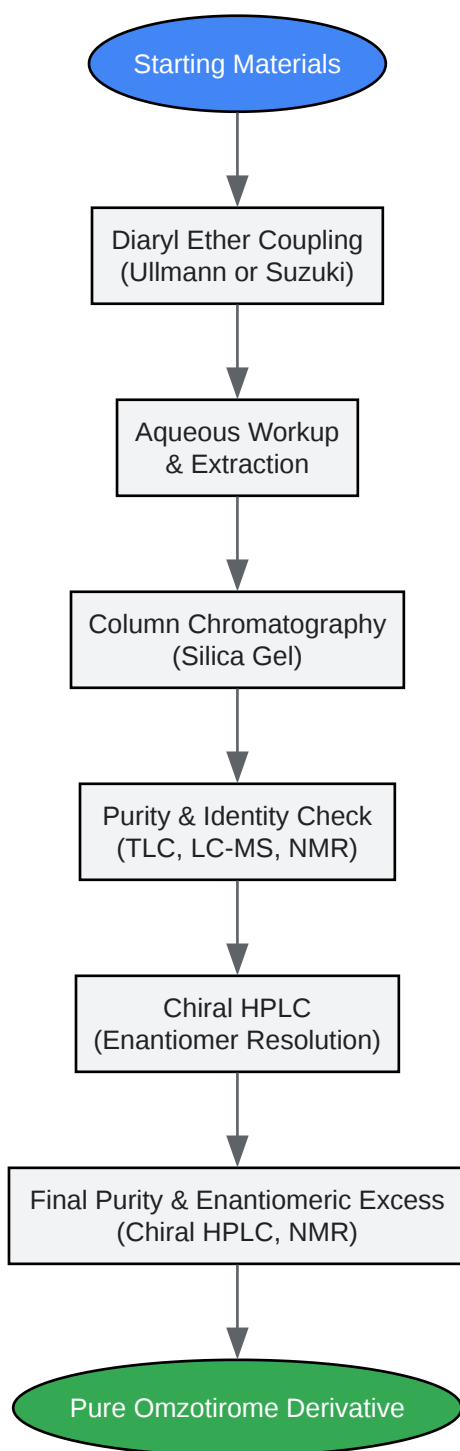 Starting Materials
Diaryl Ether Coupling
(Ullmann or Suzuki)
Aqueous Workup
& Extraction
Column Chromatography
(Silica Gel)
Purity & Identity Check
(TLC, LC-MS, NMR)
Chiral HPLC
(Enantiomer Resolution)
Final Purity & Enantiomeric Excess
(Chiral HPLC, NMR)
Pure Omzotirome Derivative